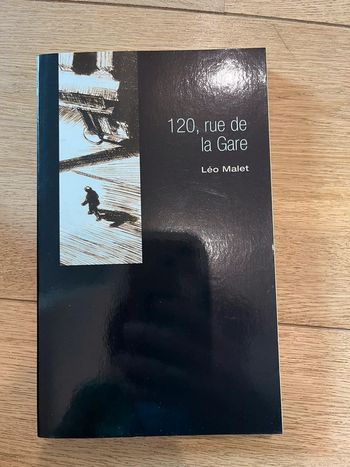 120, rue de
la Gare
Léo Malet